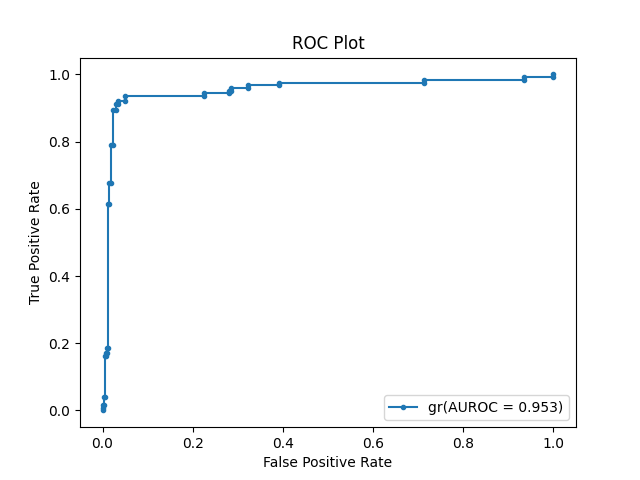 ROC Plot
1.0
0.8
0.6
0.4
0.2
0.0
True Positive Rate
gr(AUROC = 0.953)
0.0 0.2 0.4 0.6 0.8 1.0
False Positive Rate